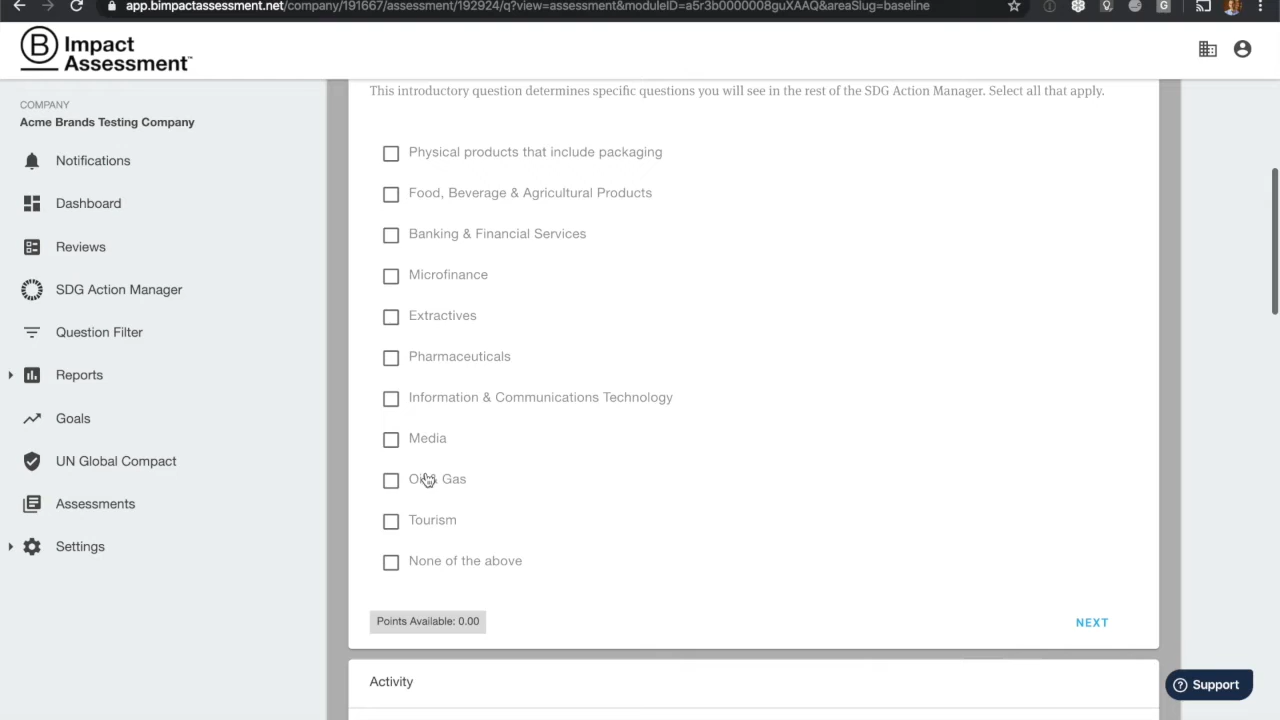 app.bimpactassessment.net/company/191667/assessment/192924/q?view=assessment&moduleID=a5r3b0000008guXAAQ&areaSlug=baseline
B Impact
Assessment™
COMPANY
Acme Brands Testing Company
Notifications
Dashboard
Reviews
SDG Action Manager
Question Filter
Reports
Goals
UN Global Compact
Assessments
Settings
This introductory question determines specific questions you will see in the rest of the SDG Action Manager. Select all that apply.
Physical products that include packaging
Food, Beverage & Agricultural Products
Banking & Financial Services
Microfinance
Extractives
Pharmaceuticals
Information & Communications Technology
Media
Oil & Gas
Tourism
None of the above
Points Available: 0.00
NEXT
Activity
Support